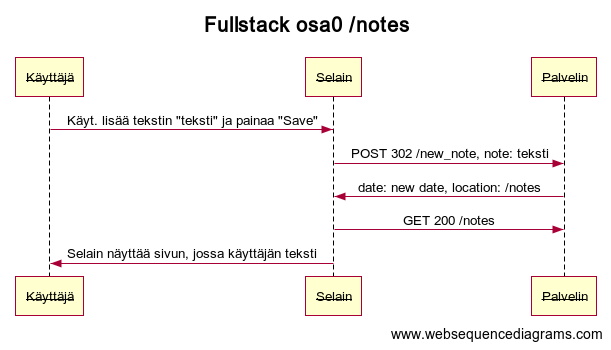 Fullstack osa0 /notes
Käyttäjä Selain Palvelin
Käyt. lisää tekstin "teksti" ja painaa "Save"
POST 302 /new_note, note: teksti
date: new date, location: /notes
GET 200 /notes
Selain näyttää sivun, jossa käyttäjän teksti
Käyttäjä Selain Palvelin
www.websequencediagrams.com